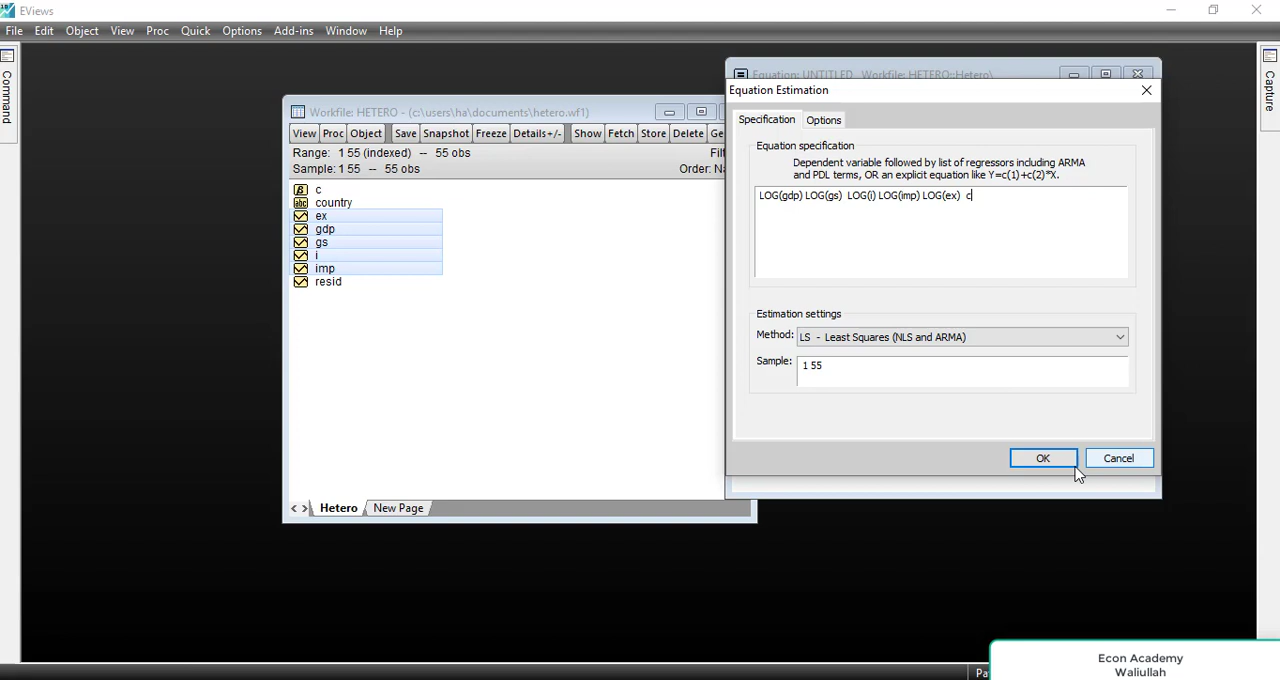 EViews
File Edit Object View Proc Quick Options Add-ins Window Help
Command
Capture
Workfile: HETERO - (c:\users\ha\documents\hetero.wf1)
View Proc Object Save Snapshot Freeze Details+/- Show Fetch Store Delete Ge
Range: 1 55 (indexed) -- 55 obs
Sample: 1 55 -- 55 obs
Order: Na
c
country
ex
gdp
gs
i
imp
resid
Hetero New Page
Equation: UNTITLED Workfile: HETERO::Hetero\
Equation Estimation
Specification Options
Equation specification
Dependent variable followed by list of regressors including ARMA
and PDL terms, OR an explicit equation like Y=c(1)+c(2)*X.
LOG(gdp) LOG(gs) LOG(i) LOG(imp) LOG(ex) c
Estimation settings
Method: LS - Least Squares (NLS and ARMA)
Sample: 1 55
OK Cancel
Econ Academy
Waliullah